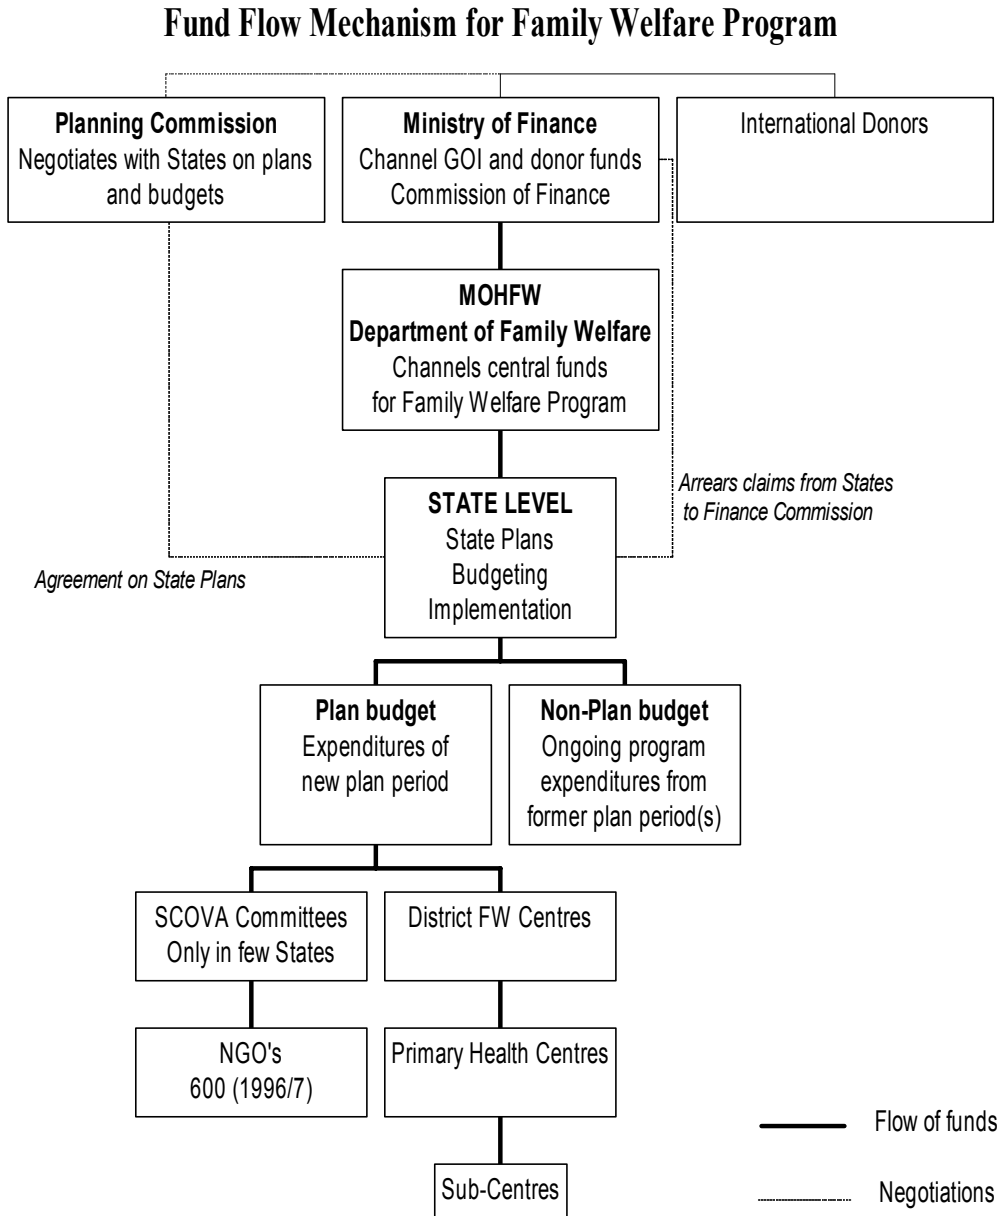 Fund Flow Mechanism for Family Welfare Program
Planning Commission
Negotiates with States on plans
and budgets
Ministry of Finance
Channel GOI and donor funds
Commission of Finance
International Donors
MOHFW
Department of Family Welfare
Channels central funds
for Family Welfare Program
Arrears claims from States
to Finance Commission
STATE LEVEL
State Plans
Budgeting
Implementation
Agreement on State Plans
Plan budget
Expenditures of
new plan period
Non-Plan budget
Ongoing program
expenditures from
former plan period(s)
SCOVA Committees
Only in few States
District FW Centres
NGO's
600 (1996/7)
Primary Health Centres
Sub-Centres
Flow of funds
Negotiations